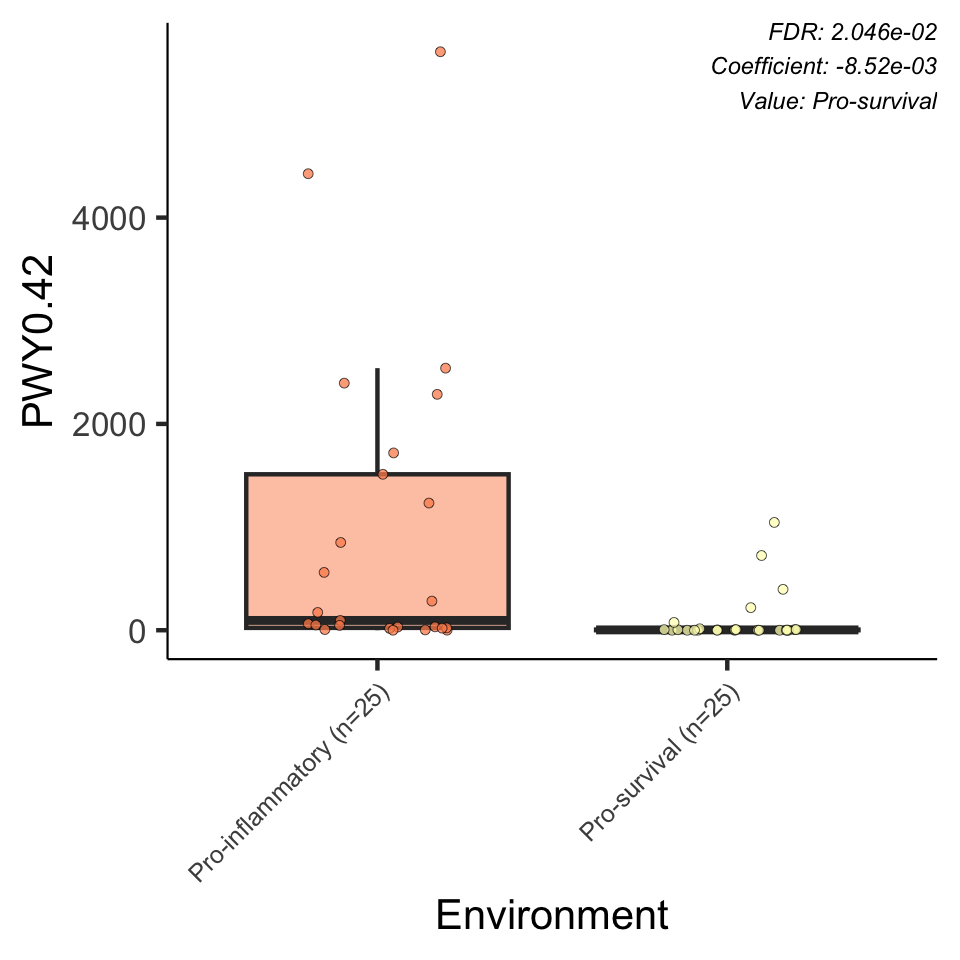 FDR: 2.046e-02
Coefficient: -8.52e-03
Value: Pro-survival
PWY0.42
4000
2000
0
Pro-inflammatory (n=25)
Pro-survival (n=25)
Environment